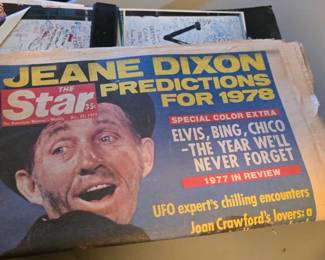 JEANE DIXON
PREDICTIONS
FOR 1978
THE
Star
35¢
SPECIAL COLOR EXTRA
ELVIS, BING, CHICO
-THE YEAR WE'LL
NEVER FORGET
1977 IN REVIEW
UFO expert's chilling encounters
Joan Crawford's lovers: a